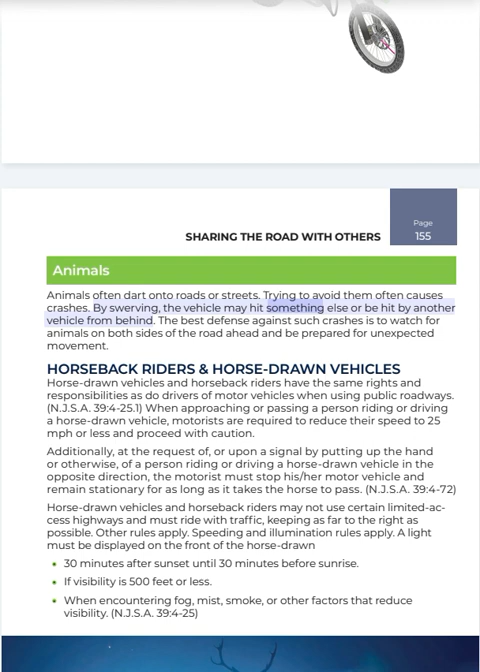 Page
155
SHARING THE ROAD WITH OTHERS
Animals
Animals often dart onto roads or streets. Trying to avoid them often causes
crashes. By swerving, the vehicle may hit something else or be hit by another
vehicle from behind. The best defense against such crashes is to watch for
animals on both sides of the road ahead and be prepared for unexpected
movement.
HORSEBACK RIDERS & HORSE-DRAWN VEHICLES
Horse-drawn vehicles and horseback riders have the same rights and
responsibilities as do drivers of motor vehicles when using public roadways.
(N.J.S.A. 39:4-25.1) When approaching or passing a person riding or driving
a horse-drawn vehicle, motorists are required to reduce their speed to 25
mph or less and proceed with caution.
Additionally, at the request of, or upon a signal by putting up the hand
or otherwise, of a person riding or driving a horse-drawn vehicle in the
opposite direction, the motorist must stop his/her motor vehicle and
remain stationary for as long as it takes the horse to pass. (N.J.S.A. 39:4-72)
Horse-drawn vehicles and horseback riders may not use certain limited-ac-
cess highways and must ride with traffic, keeping as far to the right as
possible. Other rules apply. Speeding and illumination rules apply. A light
must be displayed on the front of the horse-drawn
• 30 minutes after sunset until 30 minutes before sunrise.
• If visibility is 500 feet or less.
• When encountering fog, mist, smoke, or other factors that reduce
visibility. (N.J.S.A. 39:4-25)